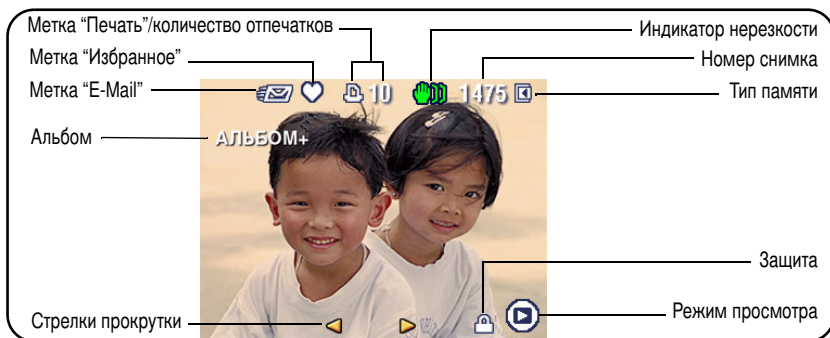 Метка “Печать”/количество отпечатков
Индикатор нерезкости
Метка “Избранное”
Номер снимка
Метка “E-Mail”
10
1475
Тип памяти
Альбом
АЛЬБОМ+
Защита
Стрелки прокрутки
Режим просмотра